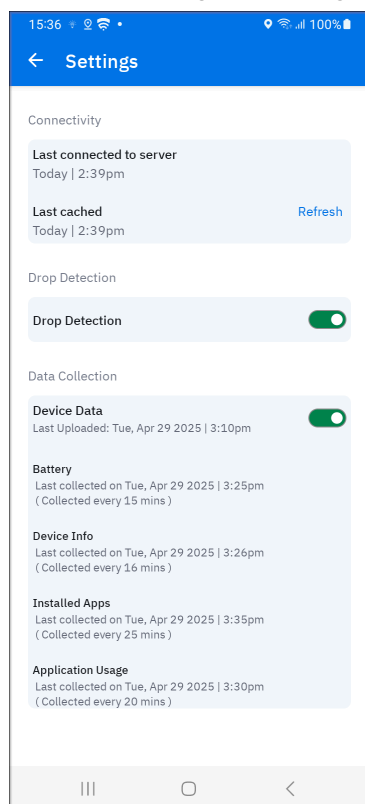 15:36
100%
Settings
Connectivity
Last connected to server
Today | 2:39pm
Last cached
Refresh
Today | 2:39pm
Drop Detection
Drop Detection
Data Collection
Device Data
Last Uploaded: Tue, Apr 29 2025 | 3:10pm
Battery
Last collected on Tue, Apr 29 2025 | 3:25pm
( Collected every 15 mins )
Device Info
Last collected on Tue, Apr 29 2025 | 3:26pm
( Collected every 16 mins )
Installed Apps
Last collected on Tue, Apr 29 2025 | 3:35pm
( Collected every 25 mins )
Application Usage
Last collected on Tue, Apr 29 2025 | 3:30pm
( Collected every 20 mins )